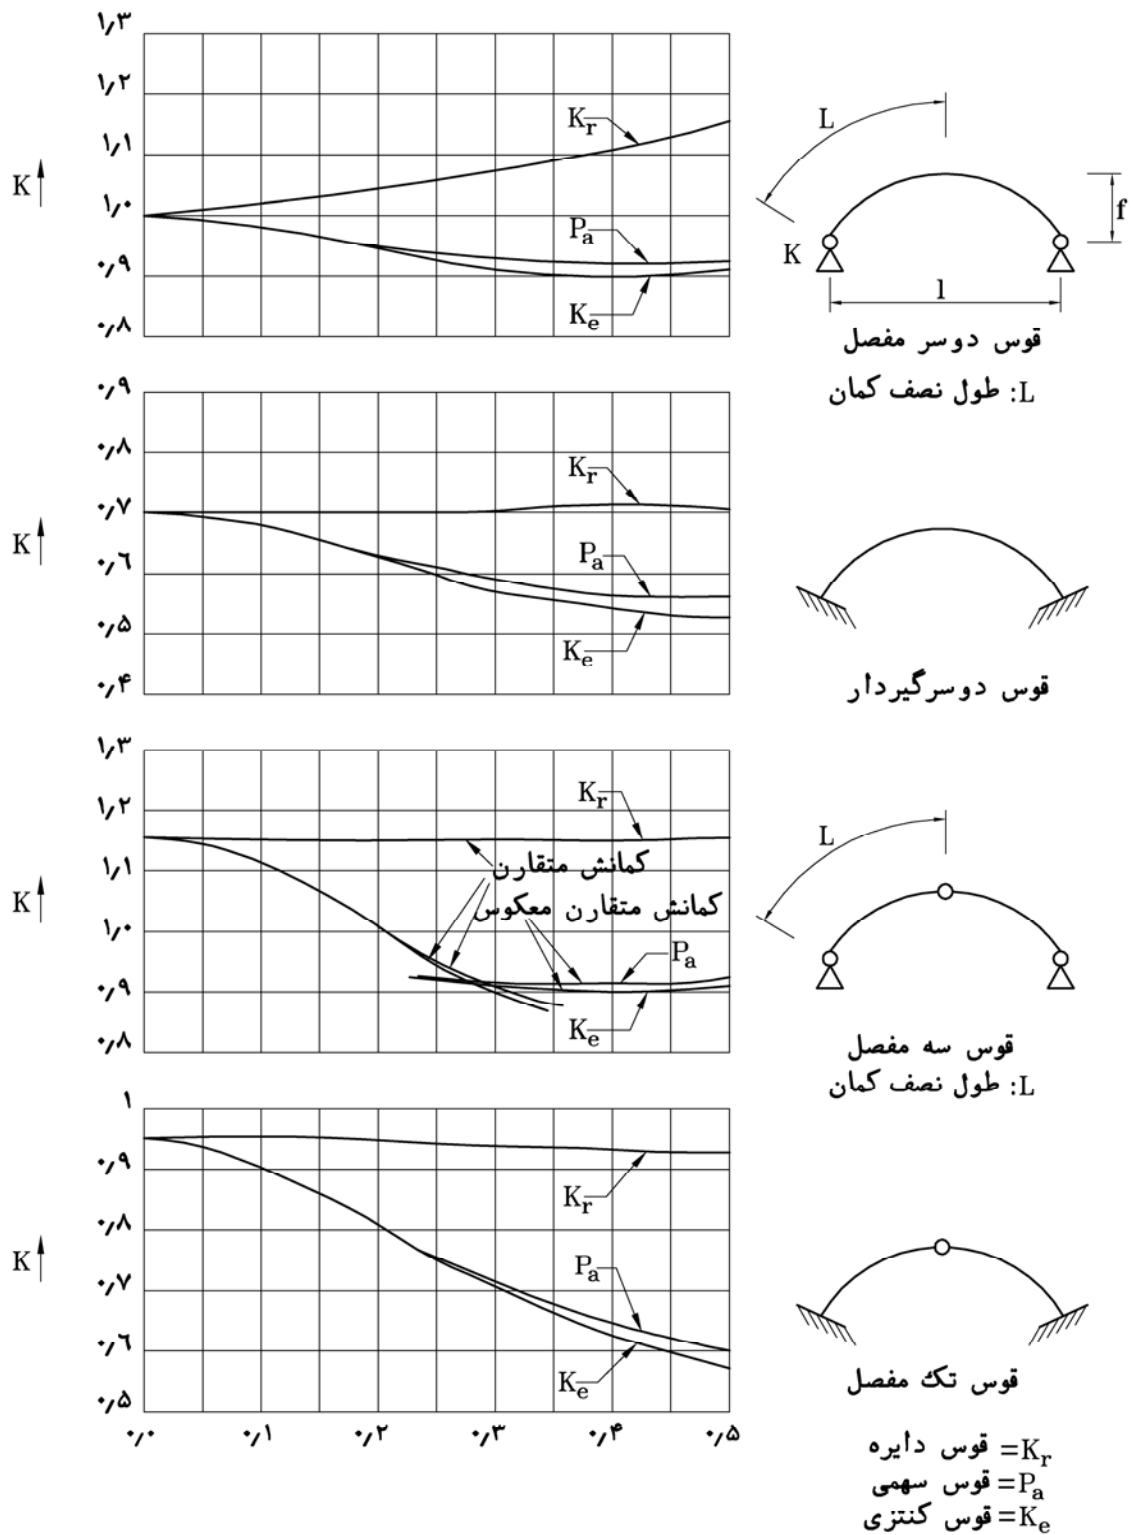 ۱٫۳
۱٫۲
۱٫۱
۱٫۰
۰٫۹
۰٫۸
K
Kr
Pa
Ke
L
f
K
l
قوس دوسر مفصل
L: طول نصف کمان
۰٫۹
۰٫۸
۰٫۷
۰٫۶
۰٫۵
۰٫۴
K
Kr
Pa
Ke
قوس دوسرگیردار
۱٫۳
۱٫۲
۱٫۱
۱٫۰
۰٫۹
۰٫۸
K
Kr
کمانش متقارن
کمانش متقارن معکوس
Pa
Ke
L
قوس سه مفصل
L: طول نصف کمان
۱
۰٫۹
۰٫۸
۰٫۷
۰٫۶
۰٫۵
K
Kr
Pa
Ke
۰٫۰ ۰٫۱ ۰٫۲ ۰٫۳ ۰٫۴ ۰٫۵
قوس تک مفصل
Kr= قوس دایره
Pa= قوس سهمی
Ke= قوس کنتزی